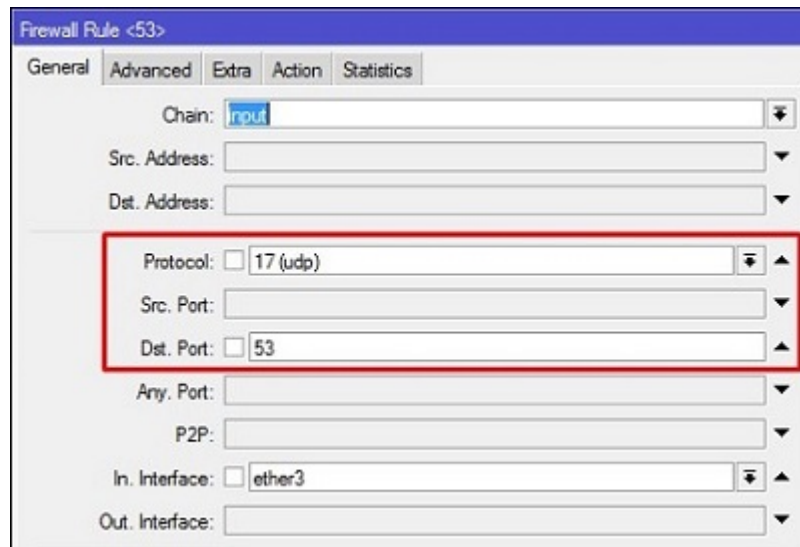 Firewall Rule <53>
General Advanced Extra Action Statistics
Chain: input
Src. Address:
Dst. Address:
Protocol: 17 (udp)
Src. Port:
Dst. Port: 53
Any. Port:
P2P:
In. Interface: ether3
Out. Interface: